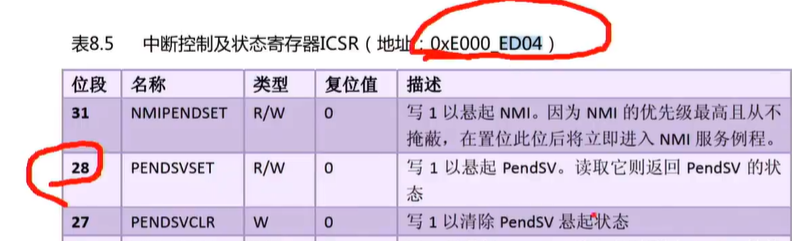 表8.5 中断控制及状态寄存器ICSR（地址：0xE000_ED04）
位段 名称 类型 复位值 描述
31 NMIPENDSET R/W 0 写 1 以悬起 NMI。因为 NMI 的优先级最高且从不
掩蔽，在置位此位后将立即进入 NMI 服务例程。
28 PENDSVSET R/W 0 写 1 以悬起 PendSV。读取它则返回 PendSV 的状
态
27 PENDSVCLR W 0 写 1 以清除 PendSV 悬起状态